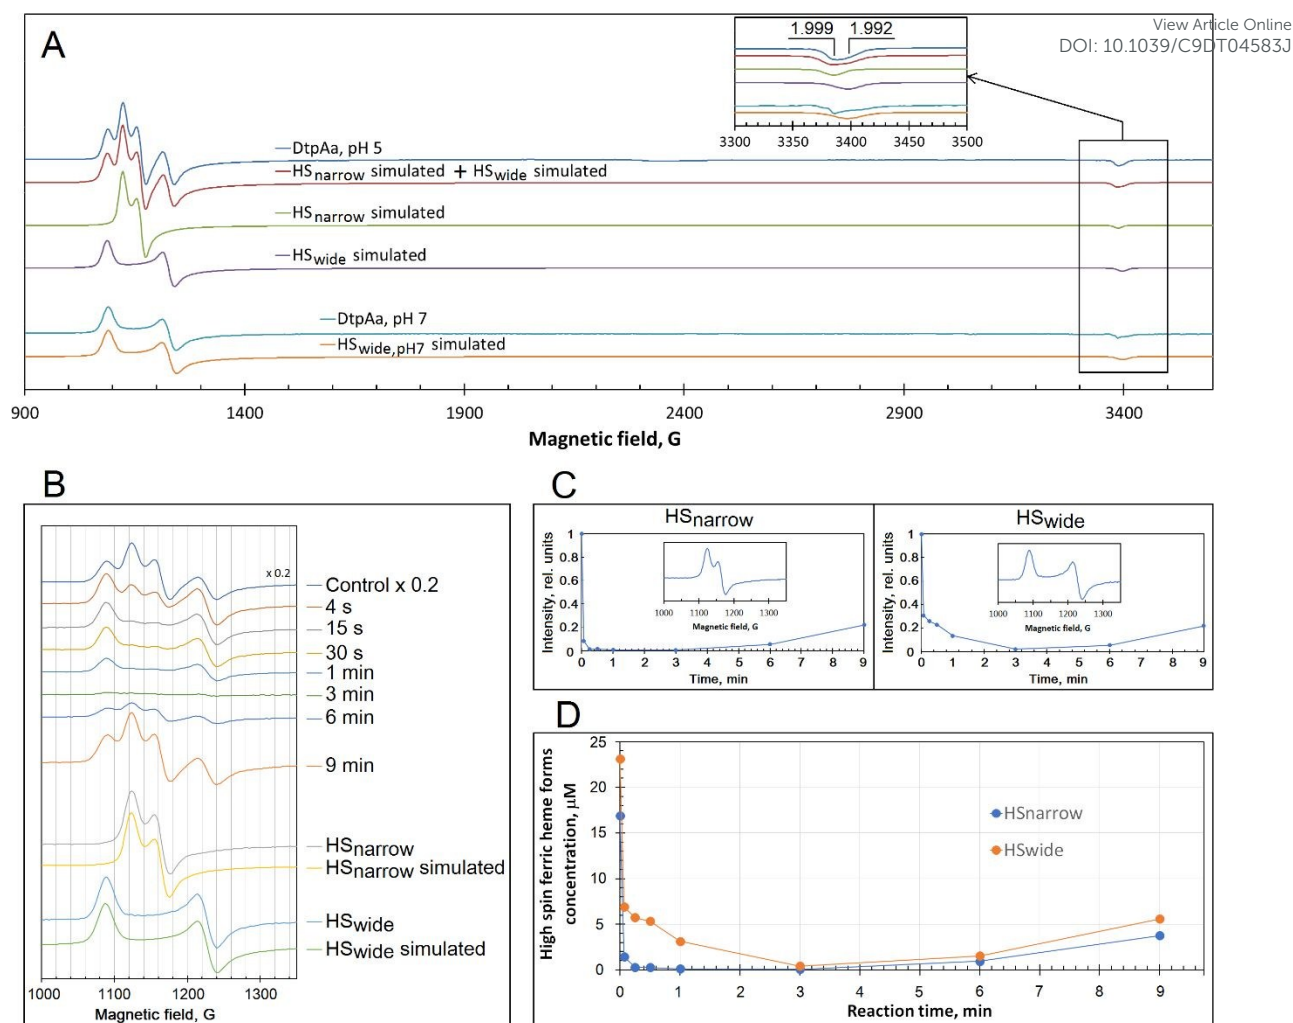 View Article Online
DOI: 10.1039/C9DT04583J
A
1.999 1.992
3300 3350 3400 3450 3500
DtpAa, pH 5
HSnarrow simulated + HSwide simulated
HSnarrow simulated
HSwide simulated
DtpAa, pH 7
HSwide,pH7 simulated
900 1400 1900 2400 2900 3400
Magnetic field, G
B
x 0.2
Control x 0.2
4 s
15 s
30 s
1 min
3 min
6 min
9 min
HSnarrow
HSnarrow simulated
HSwide
HSwide simulated
1000 1100 1200 1300
Magnetic field, G
C
HSnarrow
Intensity, rel. units
1
0.8
0.6
0.4
0.2
0
1000 1100 1200 1300
Magnetic field, G
0 1 2 3 4 5 6 7 8 9
Time, min
HSwide
Intensity, rel. units
1
0.8
0.6
0.4
0.2
0
1000 1100 1200 1300
Magnetic field, G
0 1 2 3 4 5 6 7 8 9
Time, min
D
High spin ferric heme forms
concentration, µM
25
20
15
10
5
0
HSnarrow
HSwide
0 1 2 3 4 5 6 7 8 9
Reaction time, min